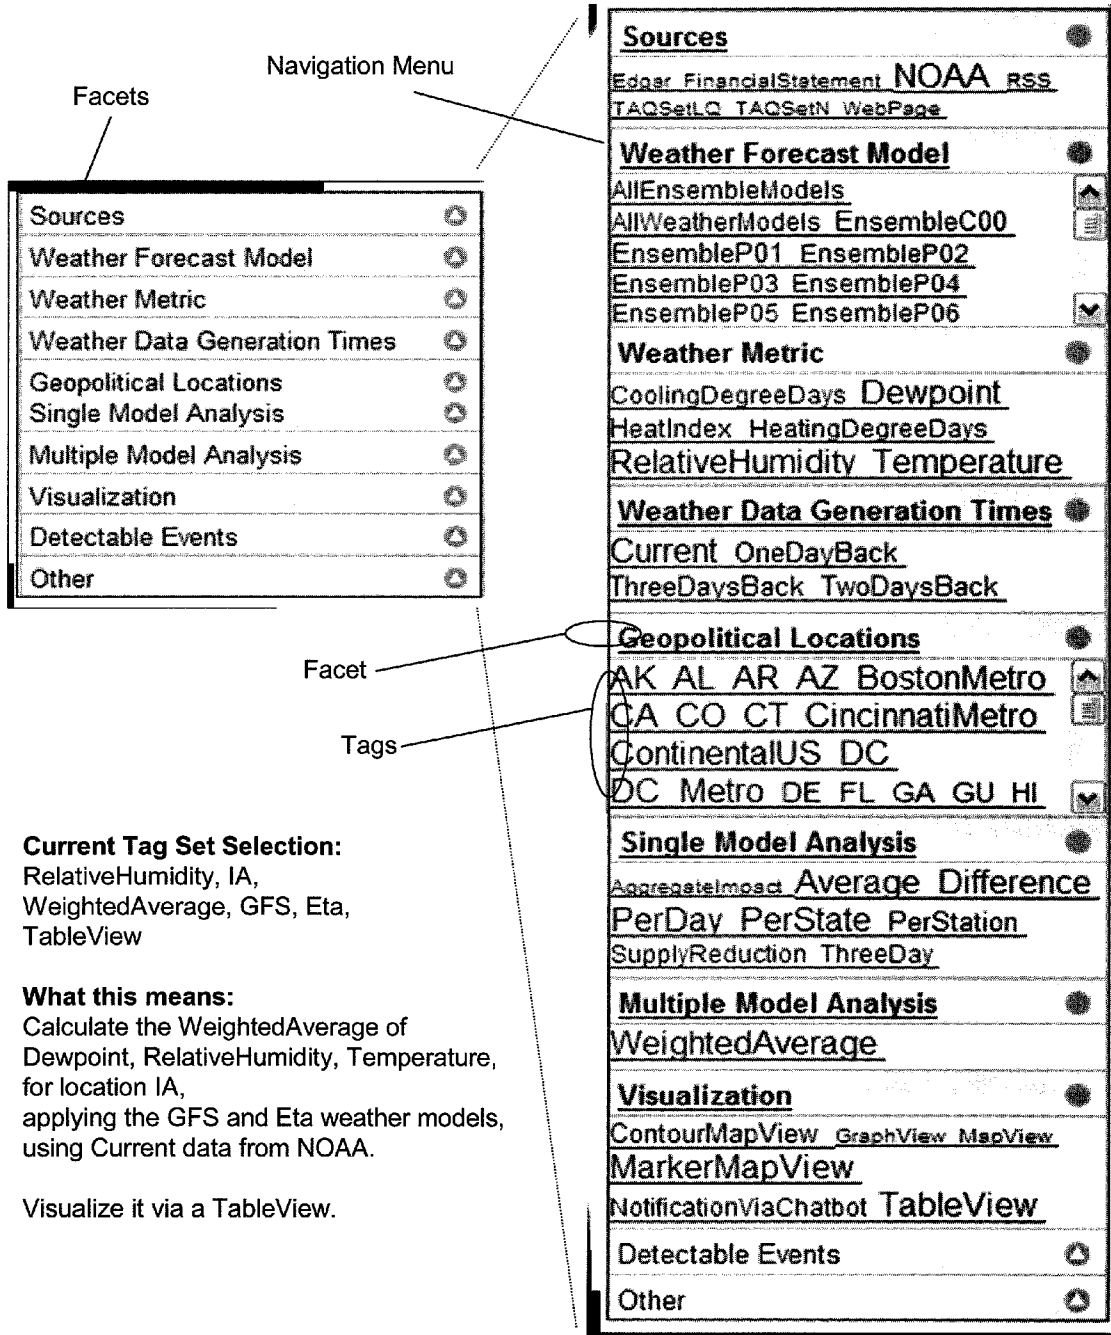 Navigation Menu
Facets
Sources
Weather Forecast Model
Weather Metric
Weather Data Generation Times
Geopolitical Locations
Single Model Analysis
Multiple Model Analysis
Visualization
Detectable Events
Other
Facet
Tags
Current Tag Set Selection:
RelativeHumidity, IA,
WeightedAverage, GFS, Eta,
TableView
What this means:
Calculate the WeightedAverage of
Dewpoint, RelativeHumidity, Temperature,
for location IA,
applying the GFS and Eta weather models,
using Current data from NOAA.
Visualize it via a TableView.
Sources
Edgar FinancialStatement NOAA RSS
TAQSetLQ TAQSetN WebPage
Weather Forecast Model
AllEnsembleModels
AllWeatherModels EnsembleC00
EnsembleP01 EnsembleP02
EnsembleP03 EnsembleP04
EnsembleP05 EnsembleP06
Weather Metric
CoolingDegreeDays Dewpoint
HeatIndex HeatingDegreeDays
RelativeHumidity Temperature
Weather Data Generation Times
Current OneDayBack
ThreeDaysBack TwoDaysBack
Geopolitical Locations
AK AL AR AZ BostonMetro
CA CO CT CincinnatiMetro
ContinentalUS DC
DC Metro DE FL GA GU HI
Single Model Analysis
AggregateImpact Average Difference
PerDay PerState PerStation
SupplyReduction ThreeDay
Multiple Model Analysis
WeightedAverage
Visualization
ContourMapView GraphView MapView
MarkerMapView
NotificationViaChatbot TableView
Detectable Events
Other